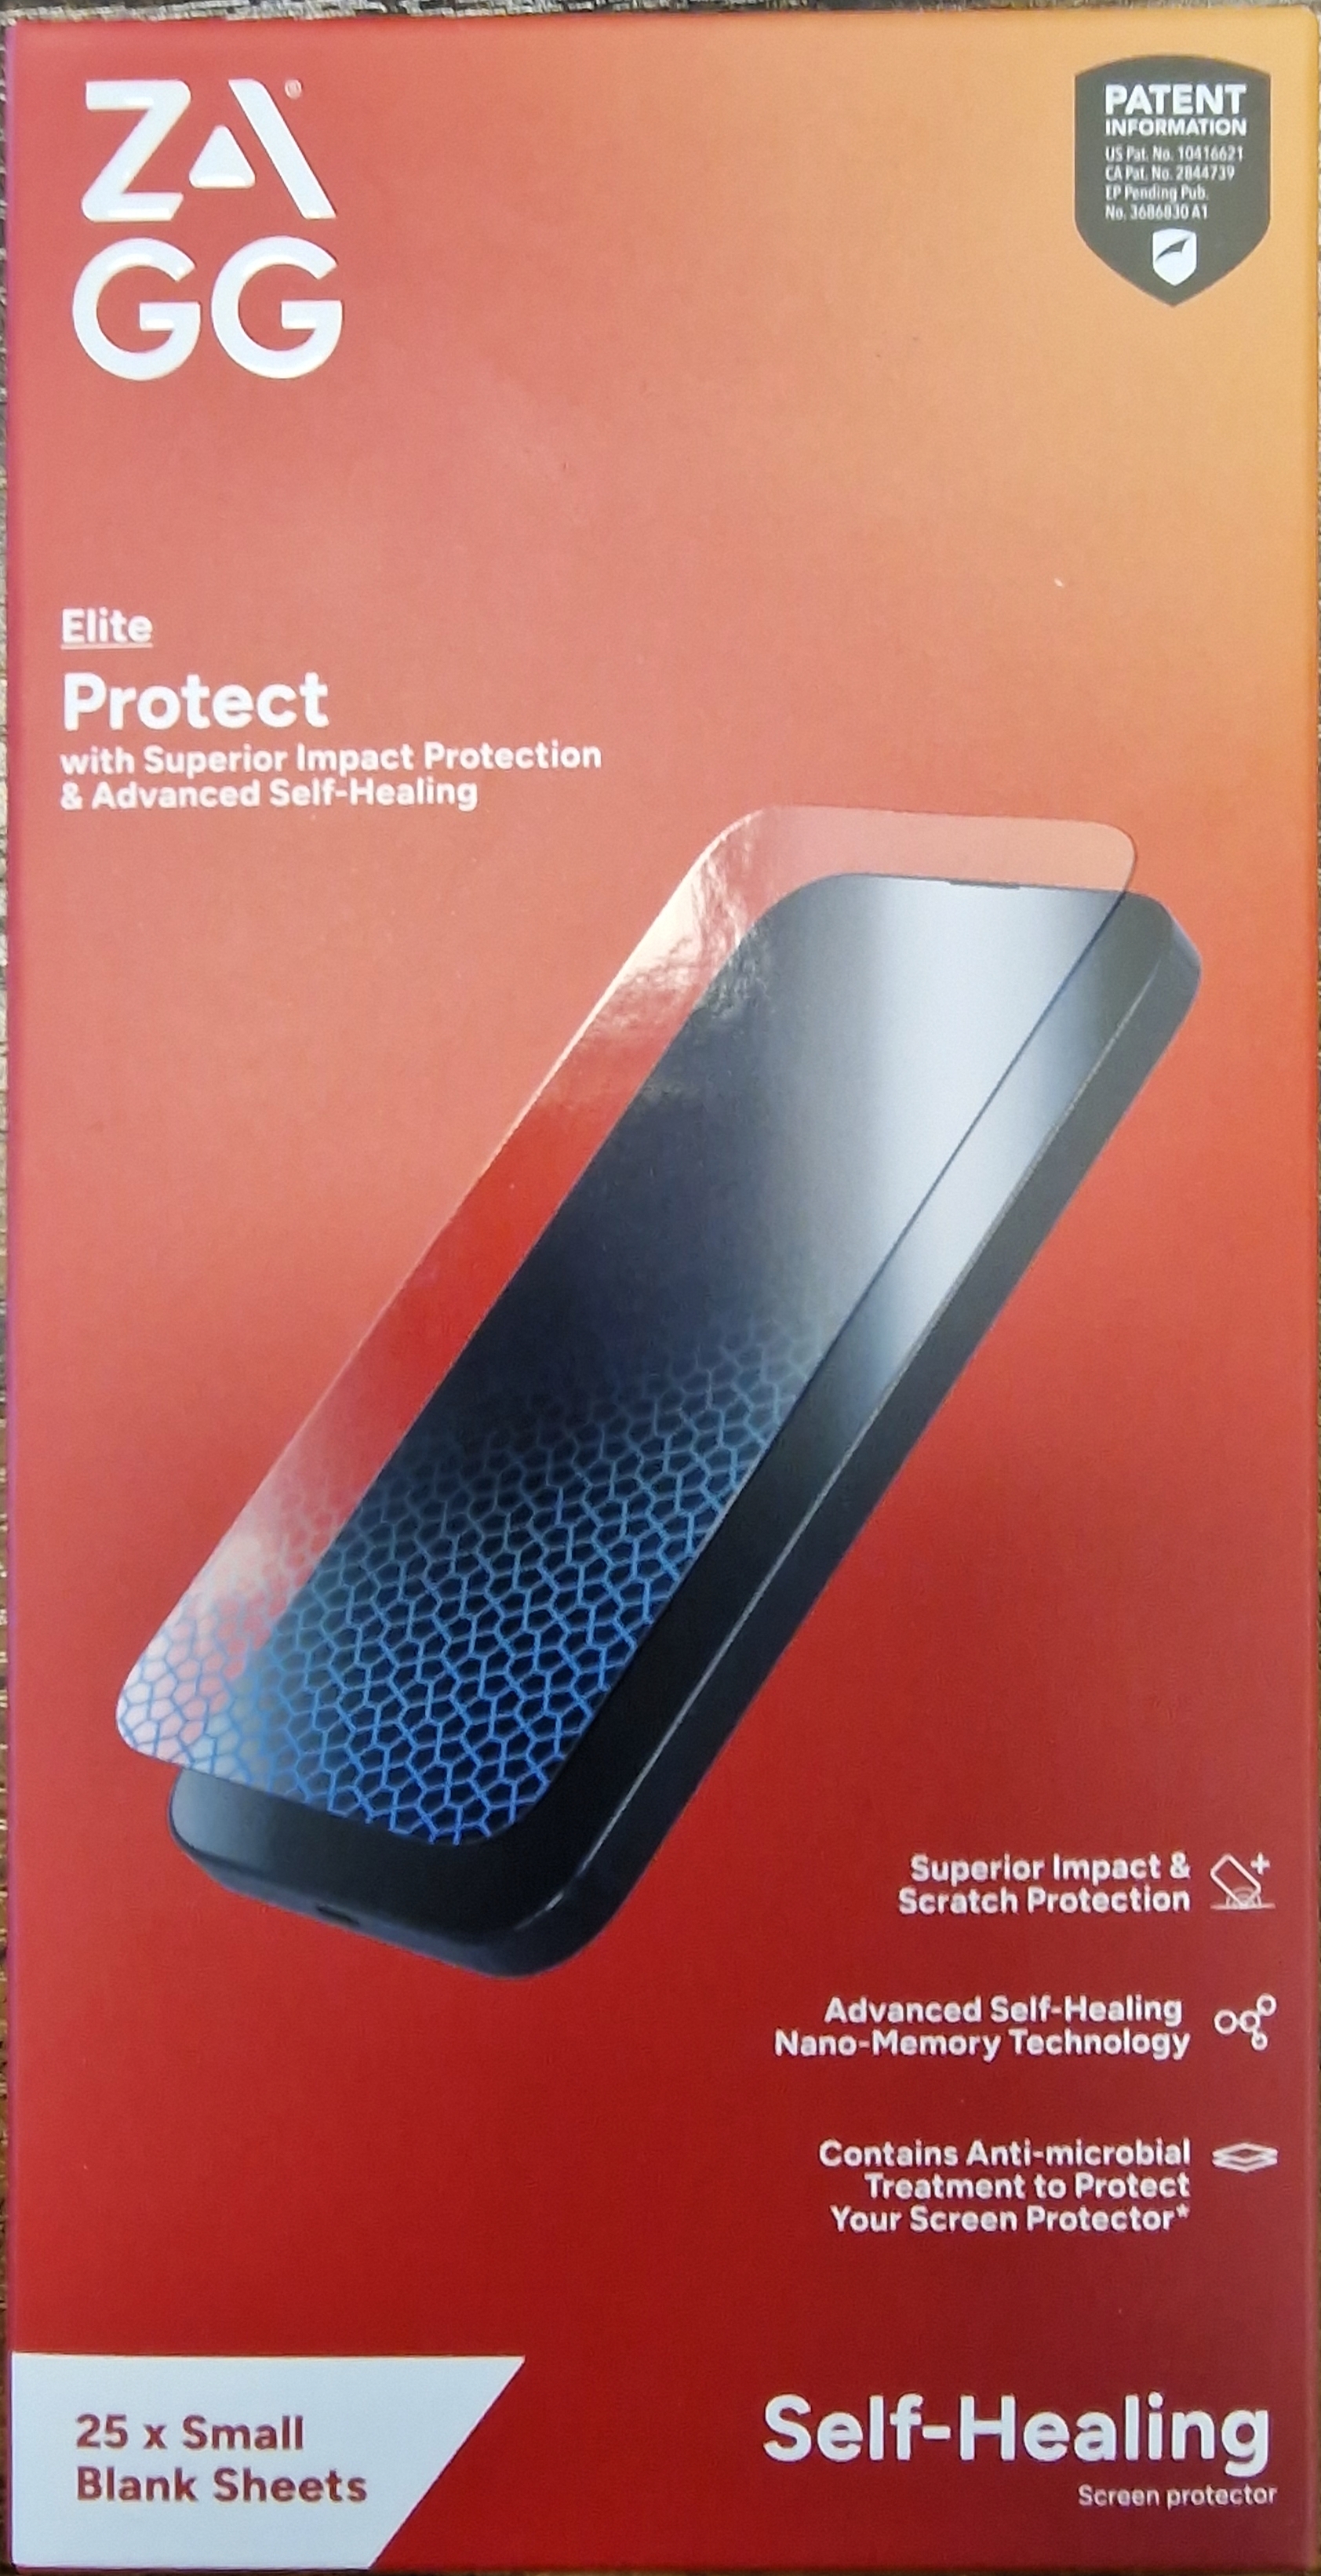 ZA®
GG
PATENT
INFORMATION
US Pat. No. 10416621
CA Pat. No. 2844739
EP Pending Pub.
No. 3686830 A1
Elite
Protect
with Superior Impact Protection
& Advanced Self-Healing
Superior Impact &
Scratch Protection
Advanced Self-Healing
Nano-Memory Technology
Contains Anti-microbial
Treatment to Protect
Your Screen Protector*
25 x Small
Blank Sheets
Self-Healing
Screen protector